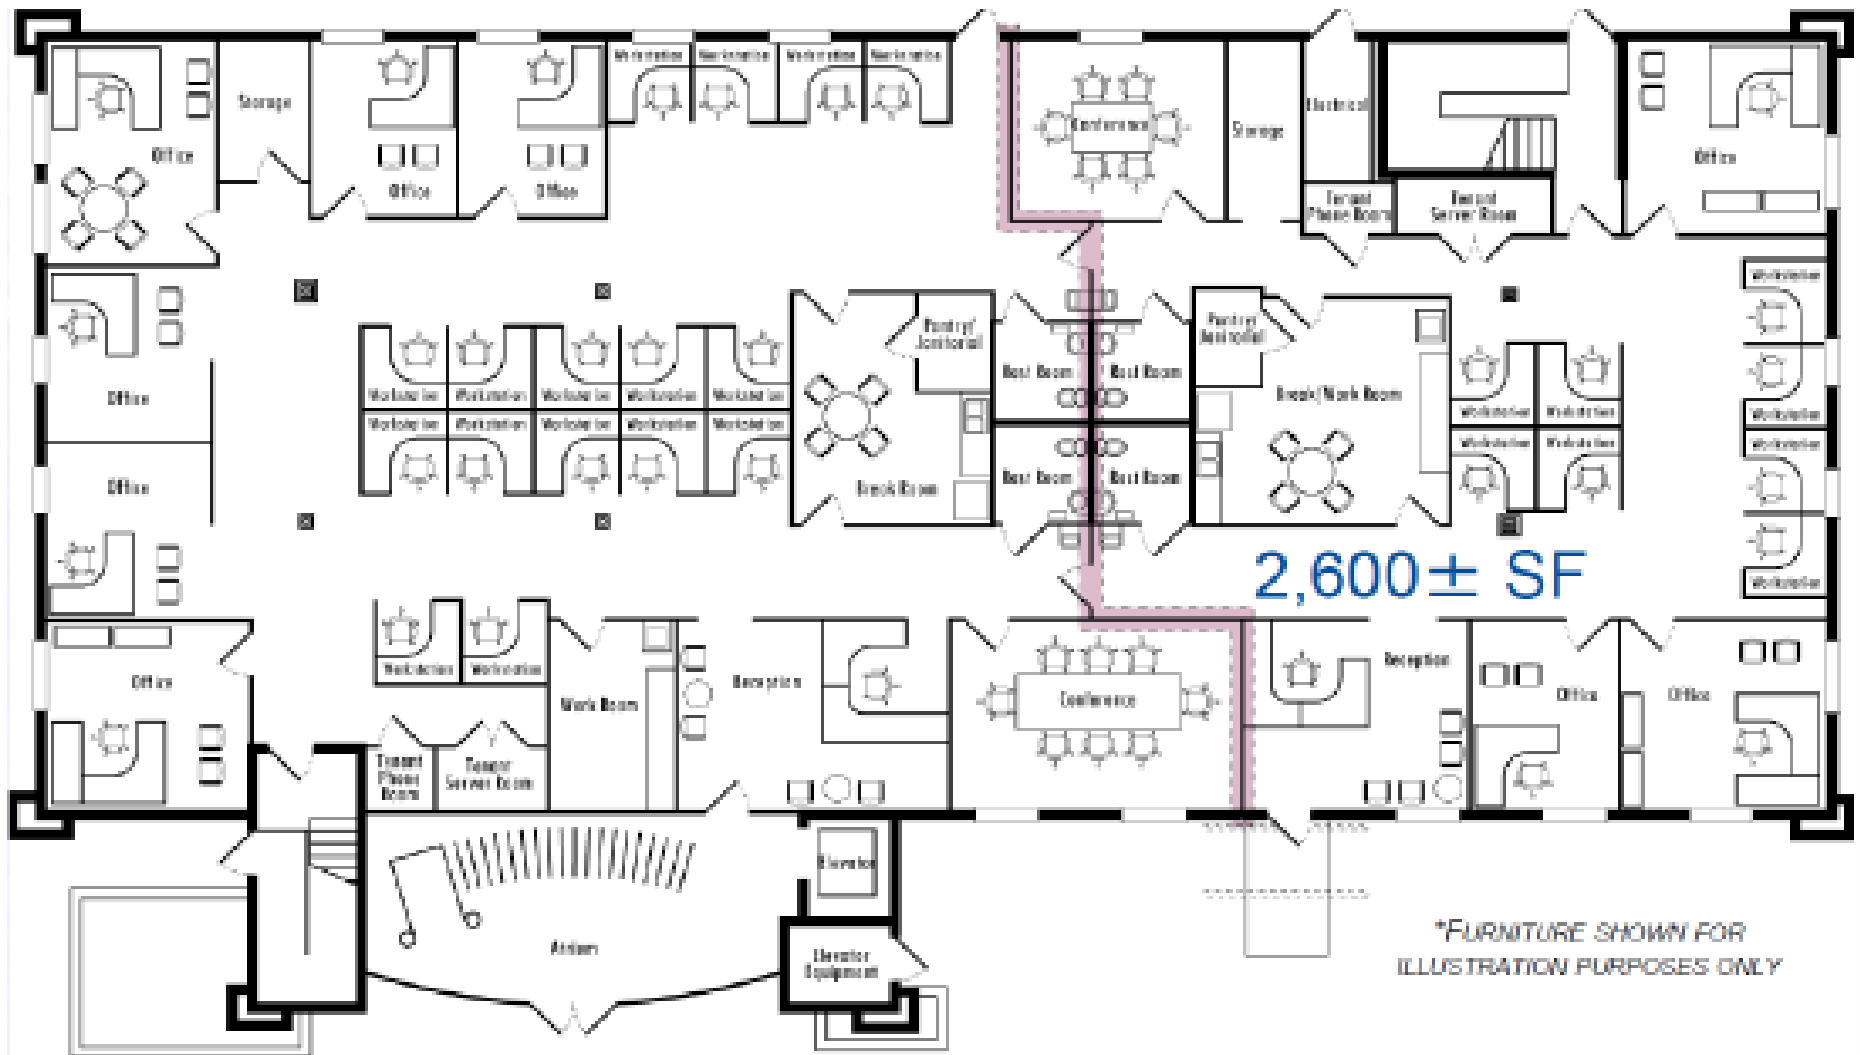 Workstation Workstation Workstation Workstation
Storage
Office
Office
Office
Conference
Storage
Electrical
Tenant
Phone Room
Tenant
Server Room
Office
Workstation
Office
Pantry/
Janitorial
Rest Room
Rest Room
Pantry/
Janitorial
Break/Work Room
Workstation Workstation Workstation Workstation Workstation
Workstation Workstation Workstation Workstation Workstation
Workstation Workstation
Workstation Workstation
Workstation
Workstation
Office
Break Room
Rest Room
Rest Room
2,600± SF
Workstation
Office
Workstation Workstation
Work Room
Reception
Conference
Reception
Office
Office
Tenant
Phone
Room
Tenant
Server Room
Elevator
Atrium
Elevator
Equipment
*FURNITURE SHOWN FOR
ILLUSTRATION PURPOSES ONLY